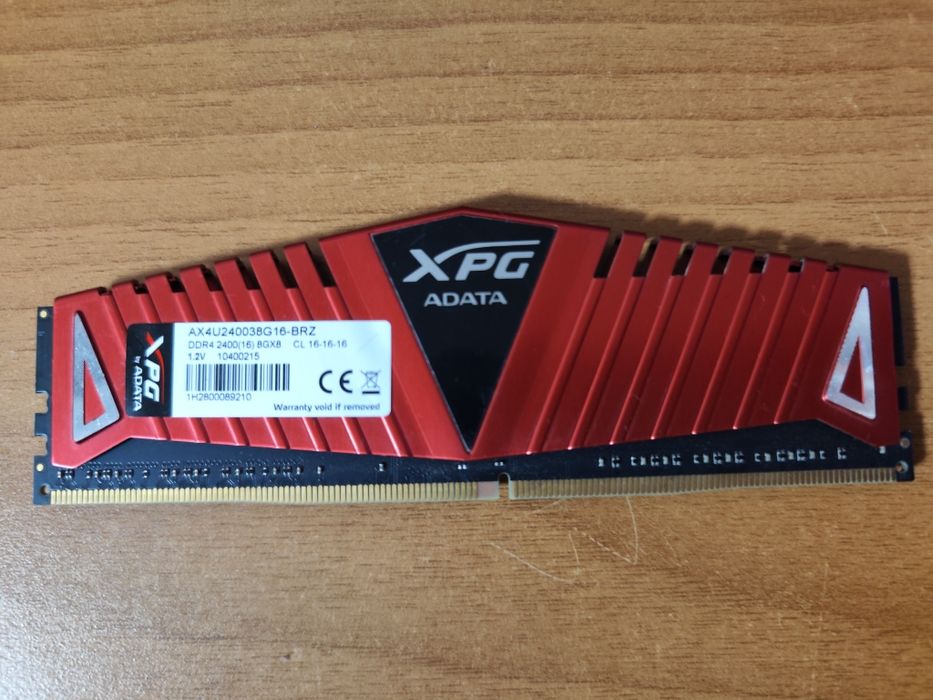 XPG
ADATA
XPG
by ADATA
AX4U240038G16-BRZ
DDR4 2400(16) 8GX8 CL 16-16-16
1.2V 10400215
1H2800089210
CE
Warranty void if removed